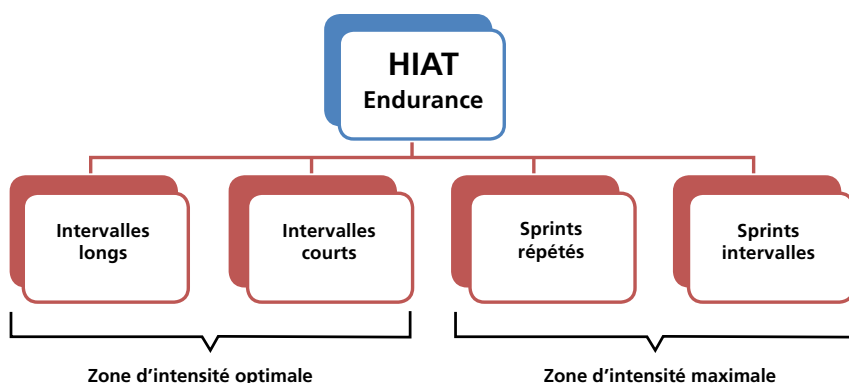 HIAT
Endurance
Intervalles
longs
Intervalles
courts
Sprints
répétés
Sprints
intervalles
Zone d'intensité optimale
Zone d'intensité maximale